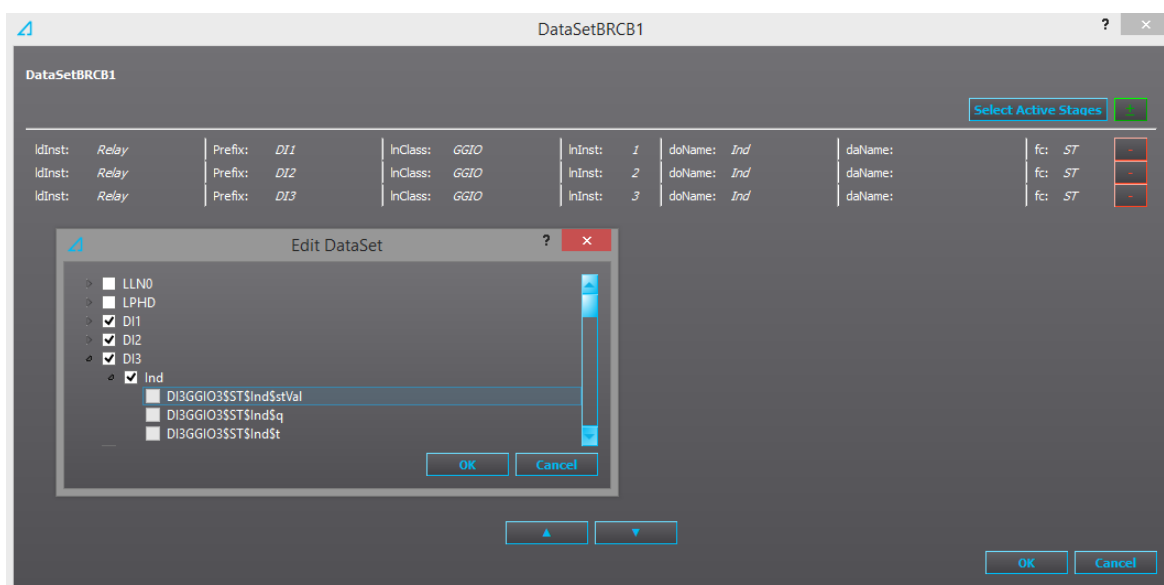 DataSetBRCB1
?
×
DataSetBRCB1
Select Active Stages ±
ldInst: Relay Prefix: DI1 lnClass: GGIO lnInst: 1 doName: Ind daName: fc: ST -
ldInst: Relay Prefix: DI2 lnClass: GGIO lnInst: 2 doName: Ind daName: fc: ST -
ldInst: Relay Prefix: DI3 lnClass: GGIO lnInst: 3 doName: Ind daName: fc: ST -
Edit DataSet ? ×
LLN0
LPHD
DI1
DI2
DI3
Ind
DI3GGIO3$ST$Ind$stVal
DI3GGIO3$ST$Ind$q
DI3GGIO3$ST$Ind$t
OK Cancel
OK Cancel